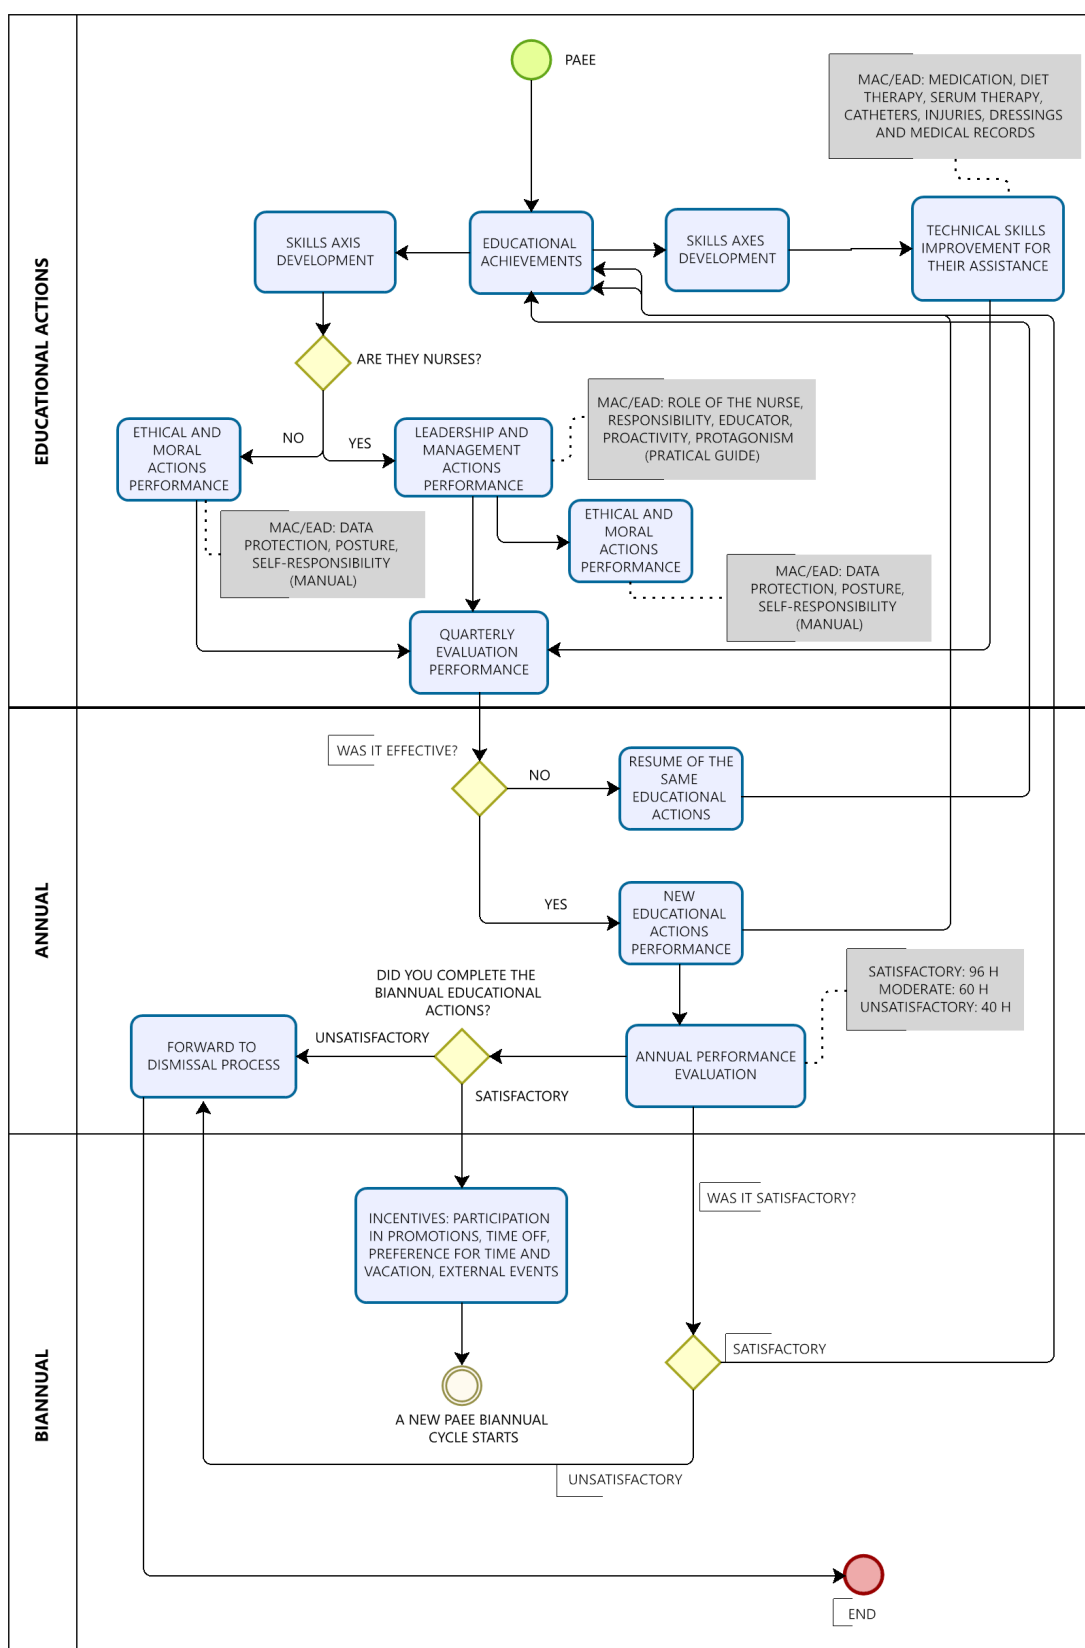 EDUCATIONAL ACTIONS
PAEE
MAC/EAD: MEDICATION, DIET
THERAPY, SERUM THERAPY,
CATHETERS, INJURIES, DRESSINGS
AND MEDICAL RECORDS
SKILLS AXIS
DEVELOPMENT
EDUCATIONAL
ACHIEVEMENTS
SKILLS AXES
DEVELOPMENT
TECHNICAL SKILLS
IMPROVEMENT FOR
THEIR ASSISTANCE
ARE THEY NURSES?
NO
YES
ETHICAL AND
MORAL
ACTIONS
PERFORMANCE
LEADERSHIP AND
MANAGEMENT
ACTIONS
PERFORMANCE
MAC/EAD: ROLE OF THE NURSE,
RESPONSIBILITY, EDUCATOR,
PROACTIVITY, PROTAGONISM
(PRATICAL GUIDE)
MAC/EAD: DATA
PROTECTION, POSTURE,
SELF-RESPONSIBILITY
(MANUAL)
ETHICAL AND
MORAL
ACTIONS
PERFORMANCE
MAC/EAD: DATA
PROTECTION, POSTURE,
SELF-RESPONSIBILITY
(MANUAL)
QUARTERLY
EVALUATION
PERFORMANCE
ANNUAL
WAS IT EFFECTIVE?
NO
RESUME OF THE
SAME
EDUCATIONAL
ACTIONS
YES
NEW
EDUCATIONAL
ACTIONS
PERFORMANCE
SATISFACTORY: 96 H
MODERATE: 60 H
UNSATISFACTORY: 40 H
DID YOU COMPLETE THE
BIANNUAL EDUCATIONAL
ACTIONS?
UNSATISFACTORY
FORWARD TO
DISMISSAL PROCESS
ANNUAL PERFORMANCE
EVALUATION
SATISFACTORY
BIANNUAL
WAS IT SATISFACTORY?
INCENTIVES: PARTICIPATION
IN PROMOTIONS, TIME OFF,
PREFERENCE FOR TIME AND
VACATION, EXTERNAL EVENTS
SATISFACTORY
A NEW PAEE BIANNUAL
CYCLE STARTS
UNSATISFACTORY
END